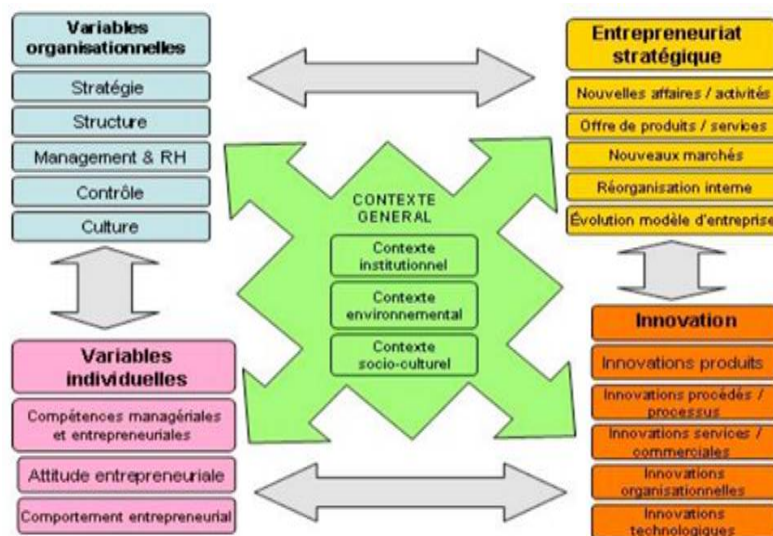 Variables
organisationnelles
Stratégie
Structure
Management & RH
Contrôle
Culture
Entrepreneuriat
stratégique
Nouvelles affaires / activités
Offre de produits / services
Nouveaux marchés
Réorganisation interne
Évolution modèle d'entreprise
CONTEXTE
GENERAL
Contexte
institutionnel
Contexte
environnemental
Contexte
socio-culturel
Variables
individuelles
Compétences managériales
et entrepreneuriales
Attitude entrepreneuriale
Comportement entrepreneurial
Innovation
Innovations produits
Innovations procédés /
processus
Innovations services /
commerciales
Innovations
organisationnelles
Innovations
technologiques